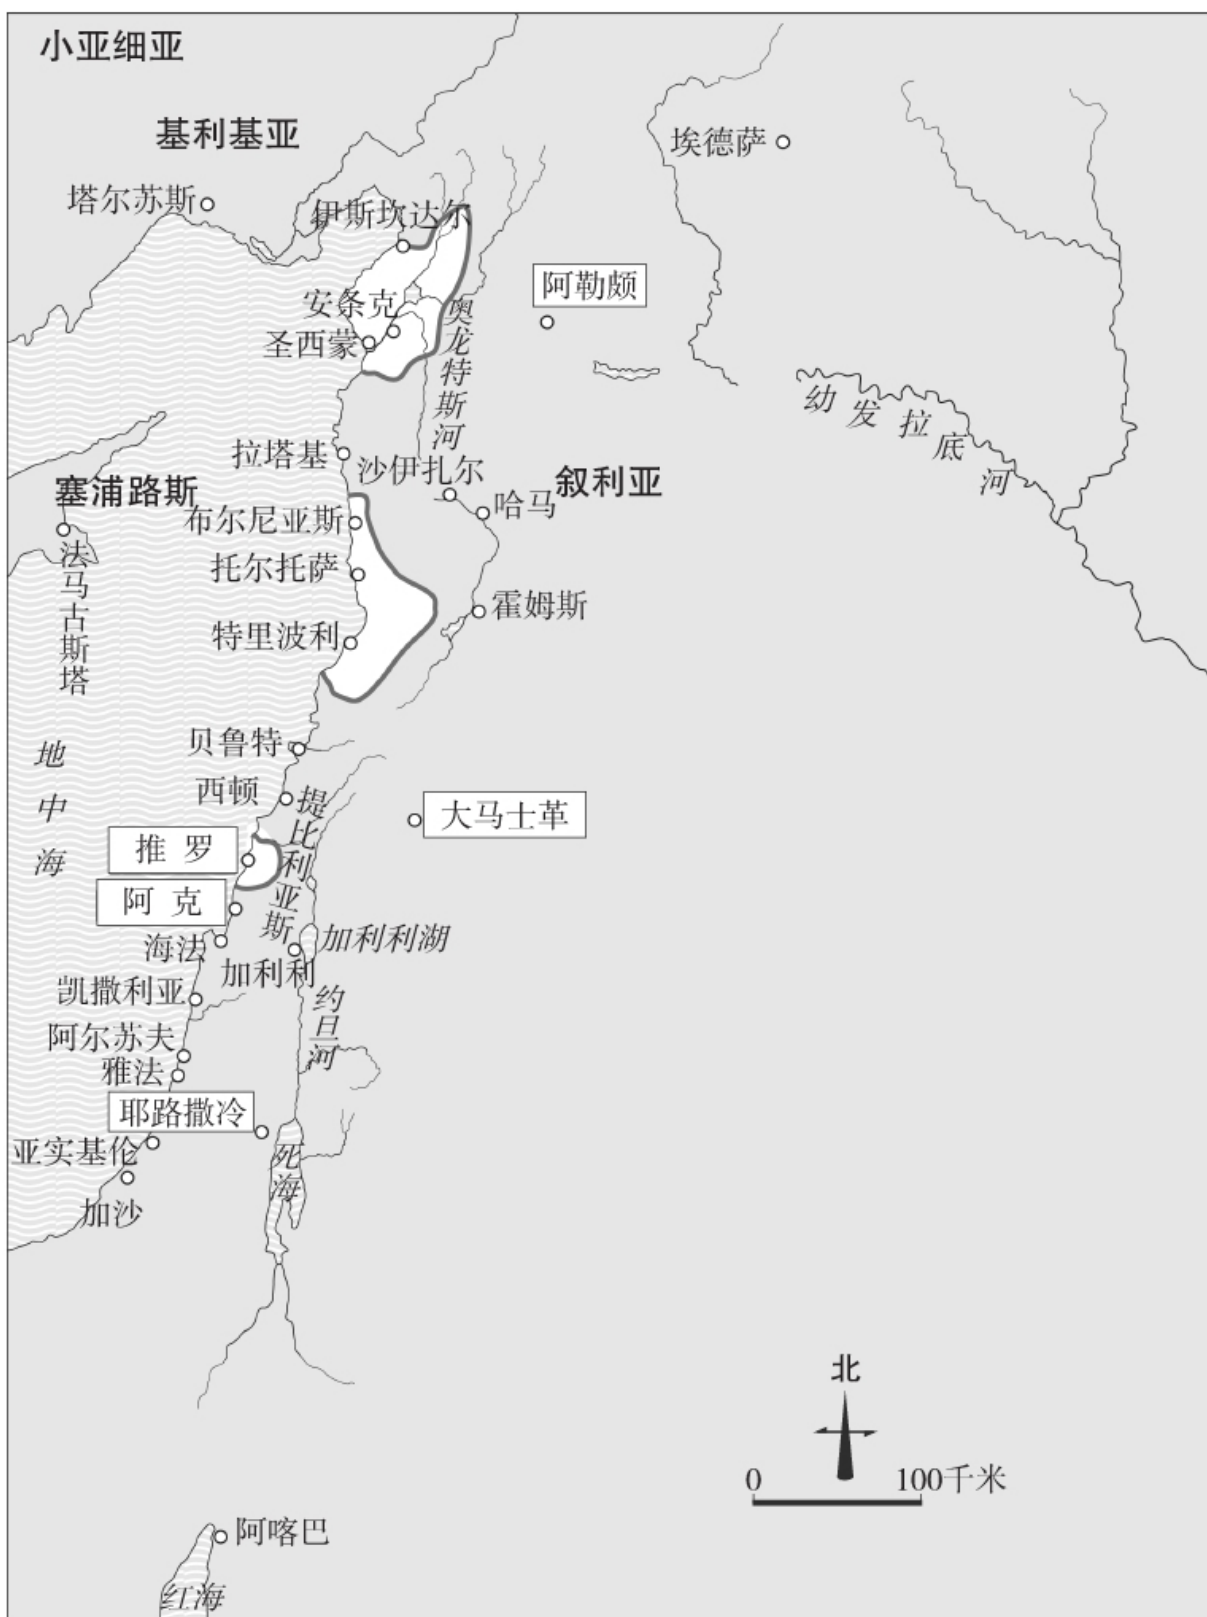 小亚细亚
基利基亚
埃德萨
塔尔苏斯
伊斯坎达尔
阿勒颇
安条克
圣西蒙
奥龙特斯河
幼发拉底河
拉塔基
沙伊扎尔
叙利亚
塞浦路斯
哈马
布尔尼亚斯
法马古斯塔
托尔托萨
霍姆斯
特里波利
地中海
贝鲁特
西顿
提比利亚斯
大马士革
推罗
阿克
海法
加利利湖
加利利
凯撒利亚
约旦河
阿尔苏夫
雅法
耶路撒冷
亚实基伦
死海
加沙
北
0
100千米
阿喀巴
红海